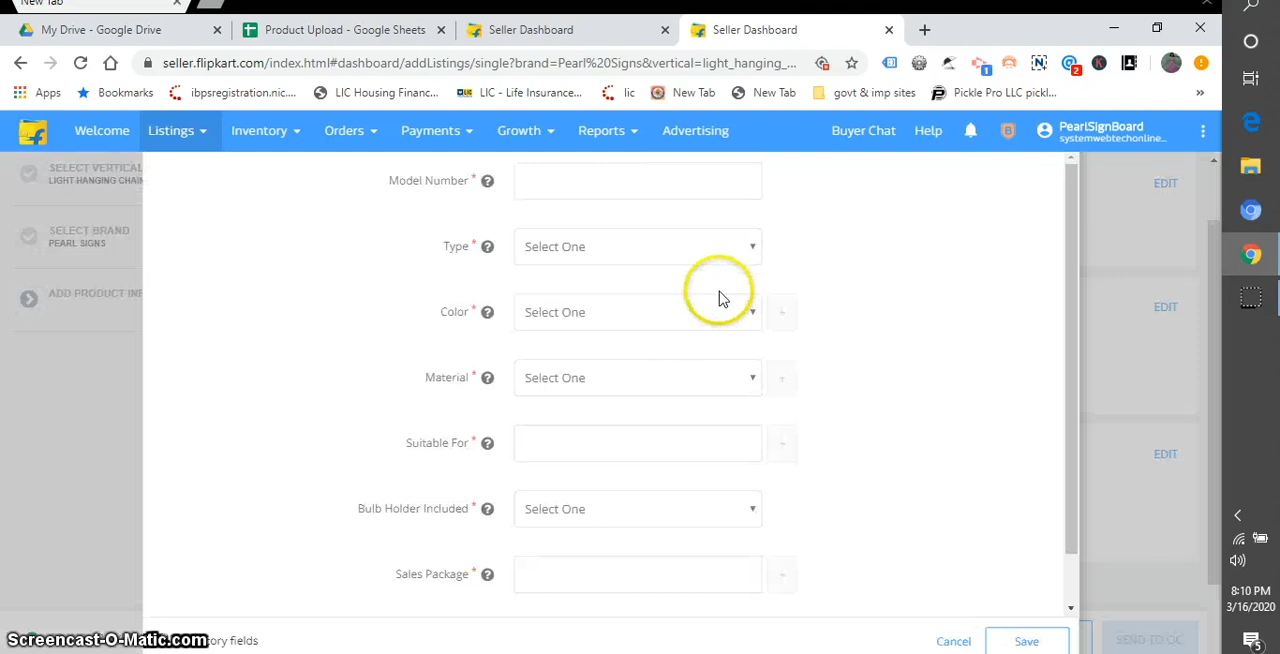 New Tab
My Drive - Google Drive
Product Upload - Google Sheets
Seller Dashboard
Seller Dashboard
seller.flipkart.com/index.html#dashboard/addListings/single?brand=Pearl%20Signs&vertical=light_hanging_...
1
2
Apps
Bookmarks
ibpsregistration.nic....
LIC Housing Financ...
LIC - Life Insurance...
lic
New Tab
New Tab
govt & imp sites
Pickle Pro LLC pickl...
»
Welcome
Listings
Inventory
Orders
Payments
Growth
Reports
Advertising
Buyer Chat
Help
B
PearlSignBoard
systemwebtechonline...
SELECT VERTICAL
LIGHT HANGING CHAIN
SELECT BRAND
PEARL SIGNS
ADD PRODUCT INF
Model Number * ?
Type * ? Select One
Color * ? Select One +
Material * ? Select One +
Suitable For * ? +
Bulb Holder Included * ? Select One
Sales Package * ? +
EDIT
EDIT
EDIT
ory fields
Cancel
Save
SEND TO QC
Screencast-O-Matic.com
8:10 PM
3/16/2020
5